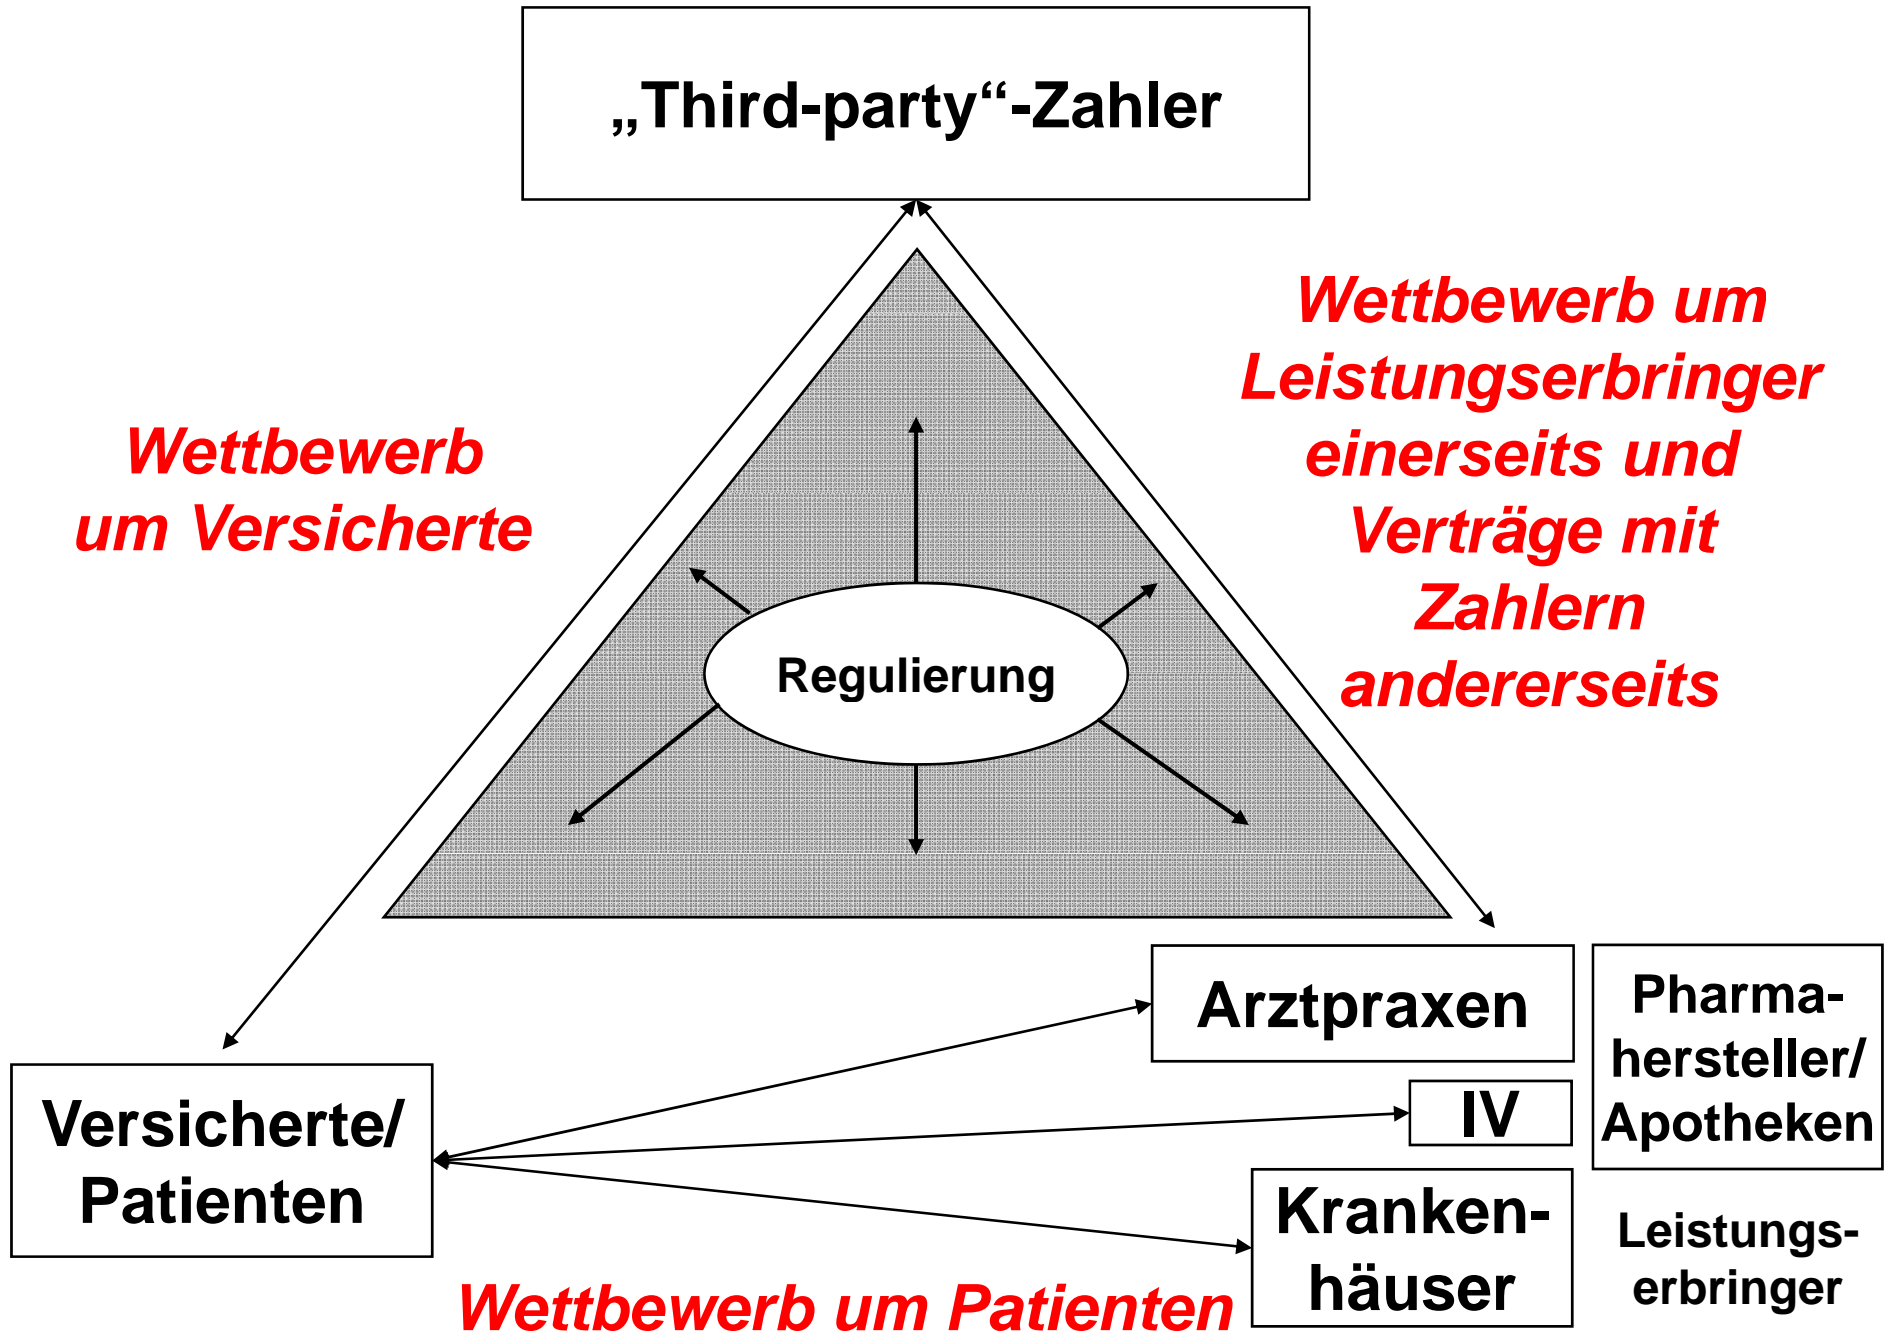 „Third-party“-Zahler
Wettbewerb um
Leistungserbringer
einerseits und
Verträge mit
Zahlern
andererseits
Wettbewerb
um Versicherte
Regulierung
Arztpraxen
Pharma-
hersteller/
Apotheken
IV
Versicherte/
Patienten
Kranken-
häuser
Leistungs-
erbringer
Wettbewerb um Patienten